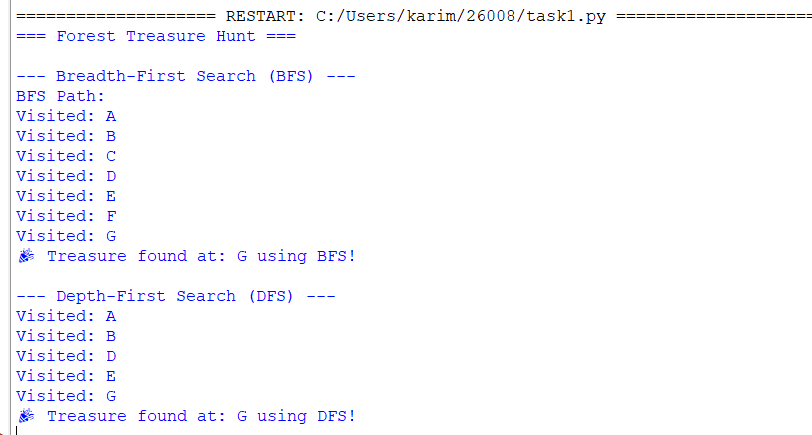 ==================== RESTART: C:/Users/karim/26008/task1.py ====================
=== Forest Treasure Hunt ===
--- Breadth-First Search (BFS) ---
BFS Path:
Visited: A
Visited: B
Visited: C
Visited: D
Visited: E
Visited: F
Visited: G
🎉 Treasure found at: G using BFS!
--- Depth-First Search (DFS) ---
Visited: A
Visited: B
Visited: D
Visited: E
Visited: G
🎉 Treasure found at: G using DFS!